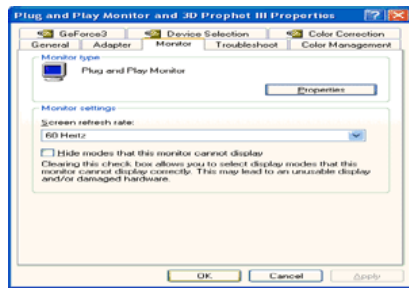 Plug and Play Monitor and 3D Prophet III Properties
GeForce3 Device Selection Color Correction
General Adapter Monitor Troubleshoot Color Management
Monitor type
Plug and Play Monitor
Properties
Monitor settings
Screen refresh rate:
60 Hertz
Hide modes that this monitor cannot display
Clearing this check box allows you to select display modes that this
monitor cannot display correctly. This may lead to an unusable display
and/or damaged hardware.
OK Cancel Apply